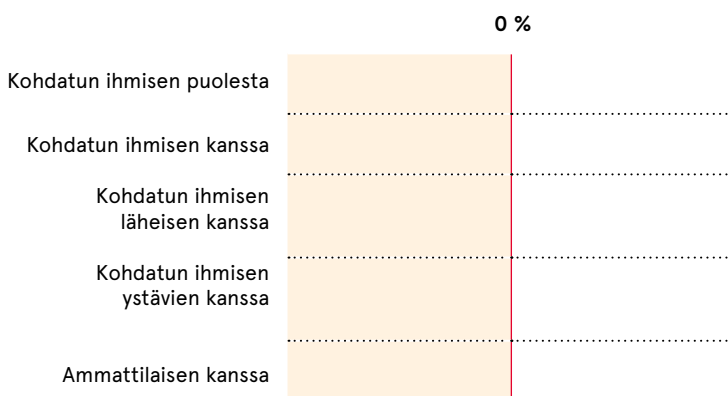 0 %
Kohdatun ihmisen puolesta
Kohdatun ihmisen kanssa
Kohdatun ihmisen
läheisen kanssa
Kohdatun ihmisen
ystävien kanssa
Ammattilaisen kanssa